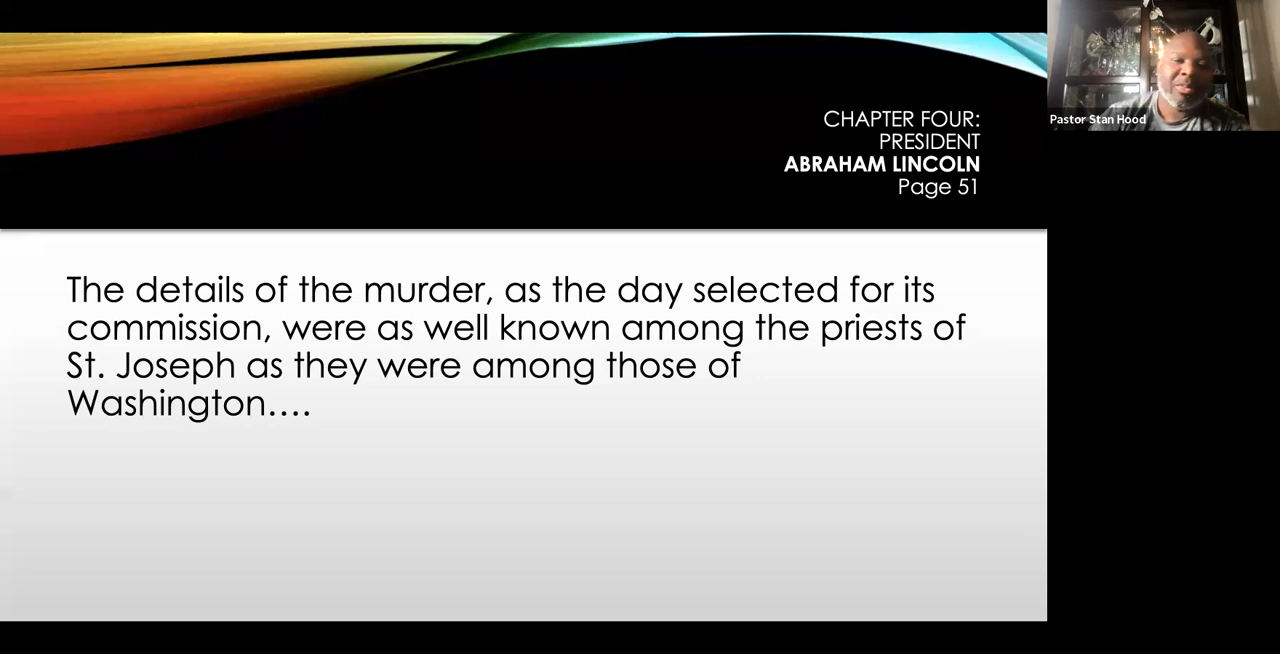 CHAPTER FOUR:
PRESIDENT
ABRAHAM LINCOLN
Page 51
Pastor Stan Hood
The details of the murder, as the day selected for its
commission, were as well known among the priests of
St. Joseph as they were among those of
Washington….